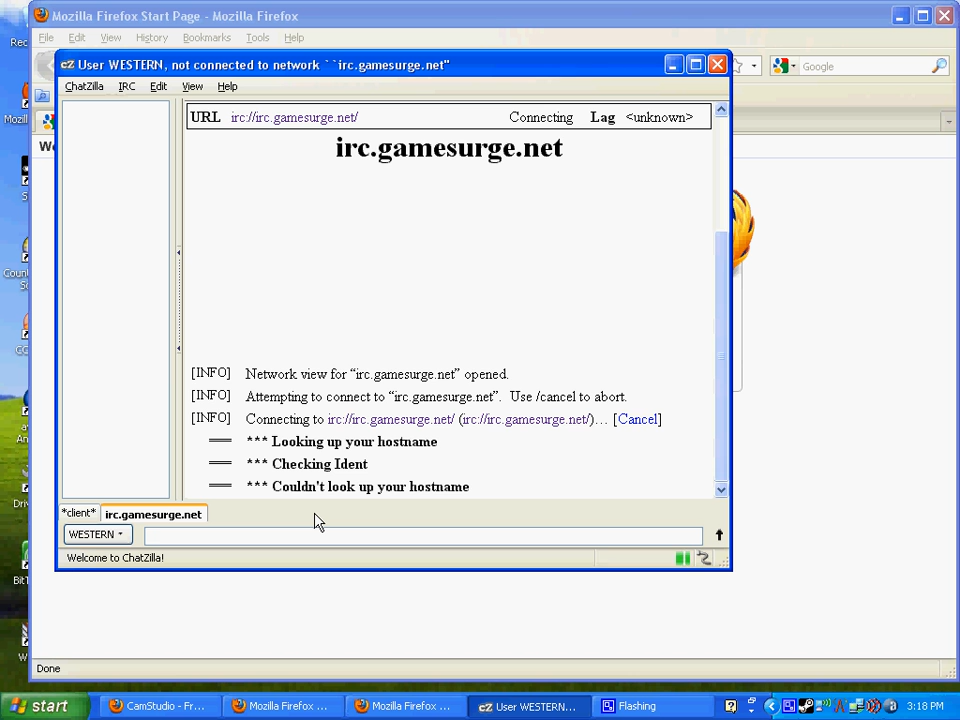 Mozilla Firefox Start Page - Mozilla Firefox
File Edit View History Bookmarks Tools Help
Google
User WESTERN, not connected to network ``irc.gamesurge.net''
ChatZilla IRC Edit View Help
URL irc://irc.gamesurge.net/ Connecting Lag <unknown>
irc.gamesurge.net
[INFO] Network view for “irc.gamesurge.net” opened.
[INFO] Attempting to connect to “irc.gamesurge.net”. Use /cancel to abort.
[INFO] Connecting to irc://irc.gamesurge.net/ (irc://irc.gamesurge.net/)... [Cancel]
=== *** Looking up your hostname
=== *** Checking Ident
=== *** Couldn't look up your hostname
*client* irc.gamesurge.net
WESTERN
Welcome to ChatZilla!
Done
start CamStudio - Fr... Mozilla Firefox ... Mozilla Firefox ... User WESTERN... Flashing 3:18 PM